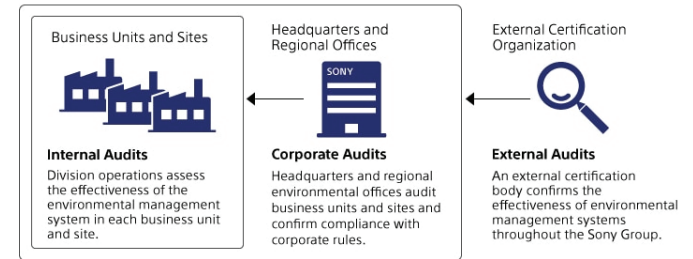 Business Units and Sites
Internal Audits
Division operations assess
the effectiveness of the
environmental management
system in each business unit
and site.
Headquarters and
Regional Offices
SONY
Corporate Audits
Headquarters and regional
environmental offices audit
business units and sites and
confirm compliance with
corporate rules.
External Certification
Organization
External Audits
An external certification
body confirms the
effectiveness of environmental
management systems
throughout the Sony Group.